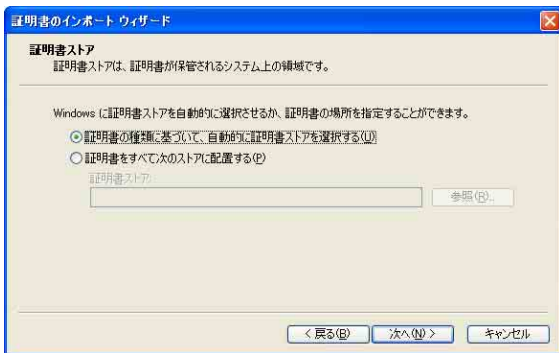 証明書のインポート ウィザード
証明書ストア
証明書ストアは、証明書が保管されるシステム上の領域です。
Windows に証明書ストアを自動的に選択させるか、証明書の場所を指定することができます。
証明書の種類に基づいて、自動的に証明書ストアを選択する(U)
証明書をすべて次のストアに配置する(P)
証明書ストア:
参照(R)...
< 戻る(B)
次へ(N) >
キャンセル